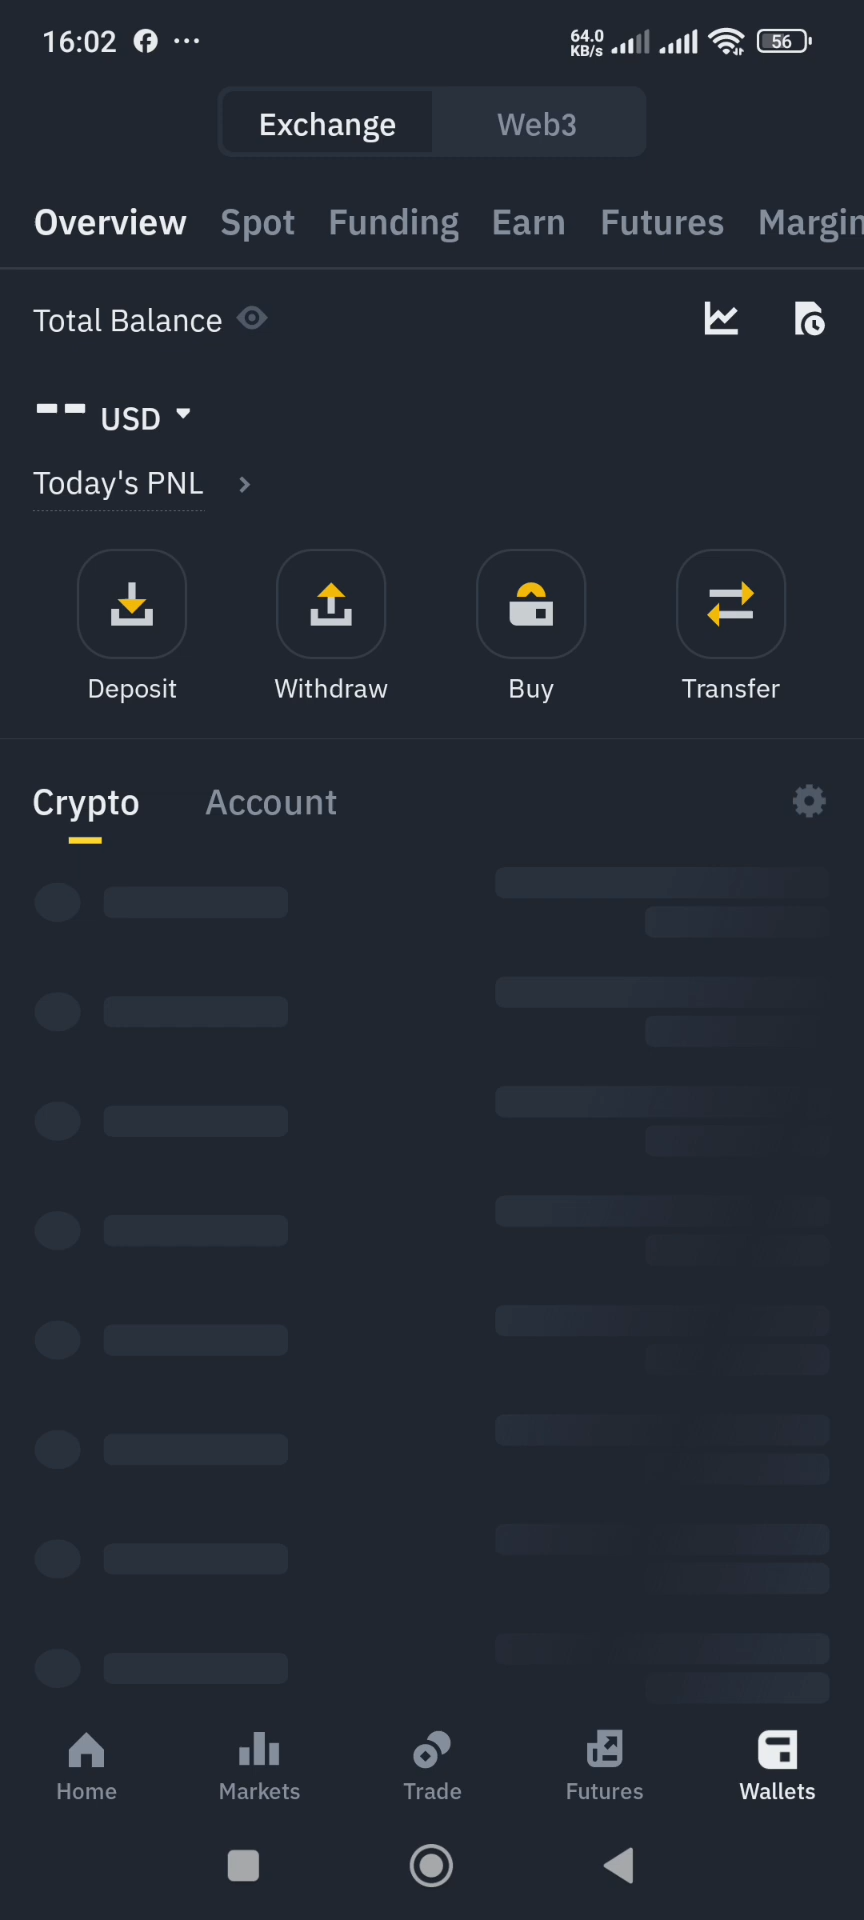 16:02 ... 64.0 KB/s 56
Exchange Web3
Overview Spot Funding Earn Futures Margin
Total Balance
-- USD
Today's PNL
Deposit Withdraw Buy Transfer
Crypto Account
Home Markets Trade Futures Wallets